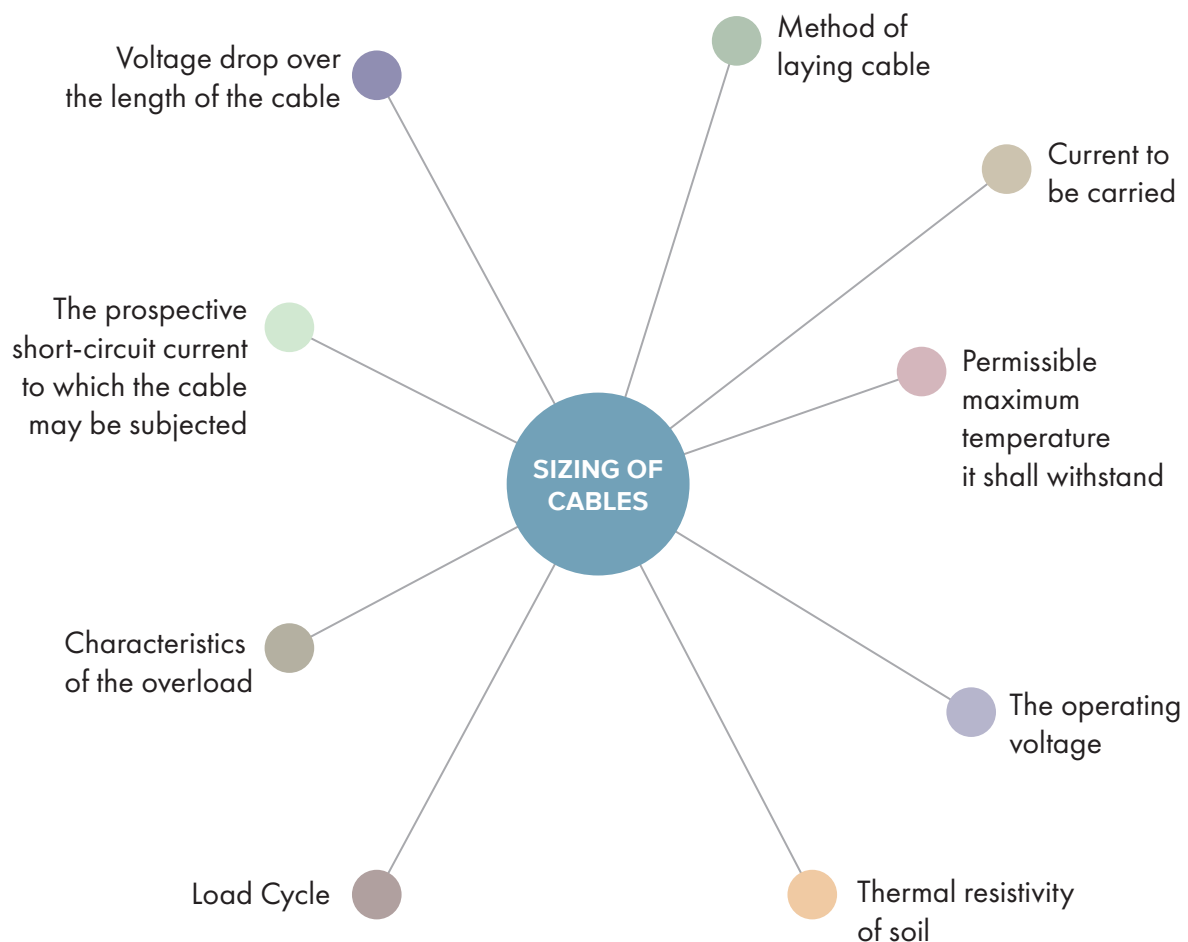 Voltage drop over
the length of the cable
Method of
laying cable
Current to
be carried
The prospective
short-circuit current
to which the cable
may be subjected
Permissible
maximum
temperature
it shall withstand
SIZING OF
CABLES
Characteristics
of the overload
The operating
voltage
Load Cycle
Thermal resistivity
of soil